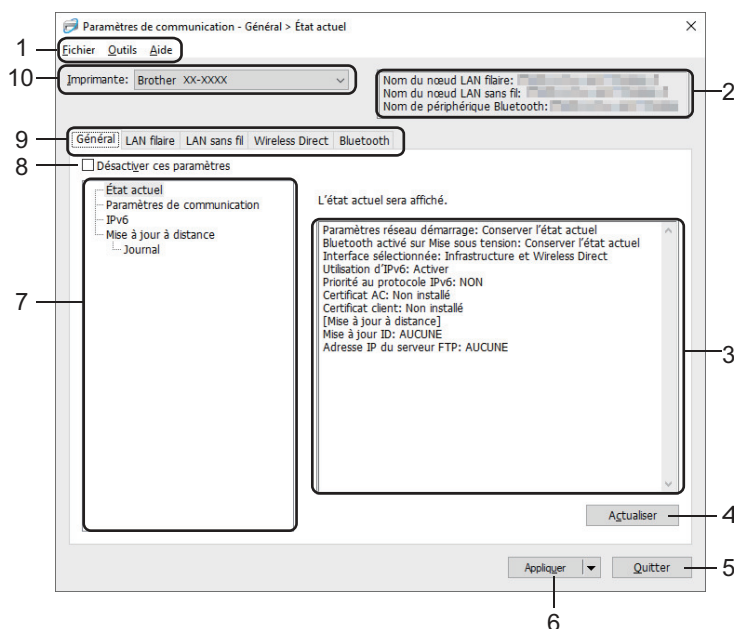 Paramètres de communication - Général > État actuel
1
Fichier Outils Aide
10
Imprimante: Brother XX-XXXX
Nom du nœud LAN filaire:
Nom du nœud LAN sans fil:
Nom de périphérique Bluetooth:
2
9
Général LAN filaire LAN sans fil Wireless Direct Bluetooth
8
Désactiver ces paramètres
État actuel
Paramètres de communication
IPv6
Mise à jour à distance
Journal
7
L'état actuel sera affiché.
Paramètres réseau démarrage: Conserver l'état actuel
Bluetooth activé sur Mise sous tension: Conserver l'état actuel
Interface sélectionnée: Infrastructure et Wireless Direct
Utilisation d'IPv6: Activer
Priorité au protocole IPv6: NON
Certificat AC: Non installé
Certificat client: Non installé
[Mise à jour à distance]
Mise à jour ID: AUCUNE
Adresse IP du serveur FTP: AUCUNE
3
Actualiser
4
Appliquer
Quitter
5
6